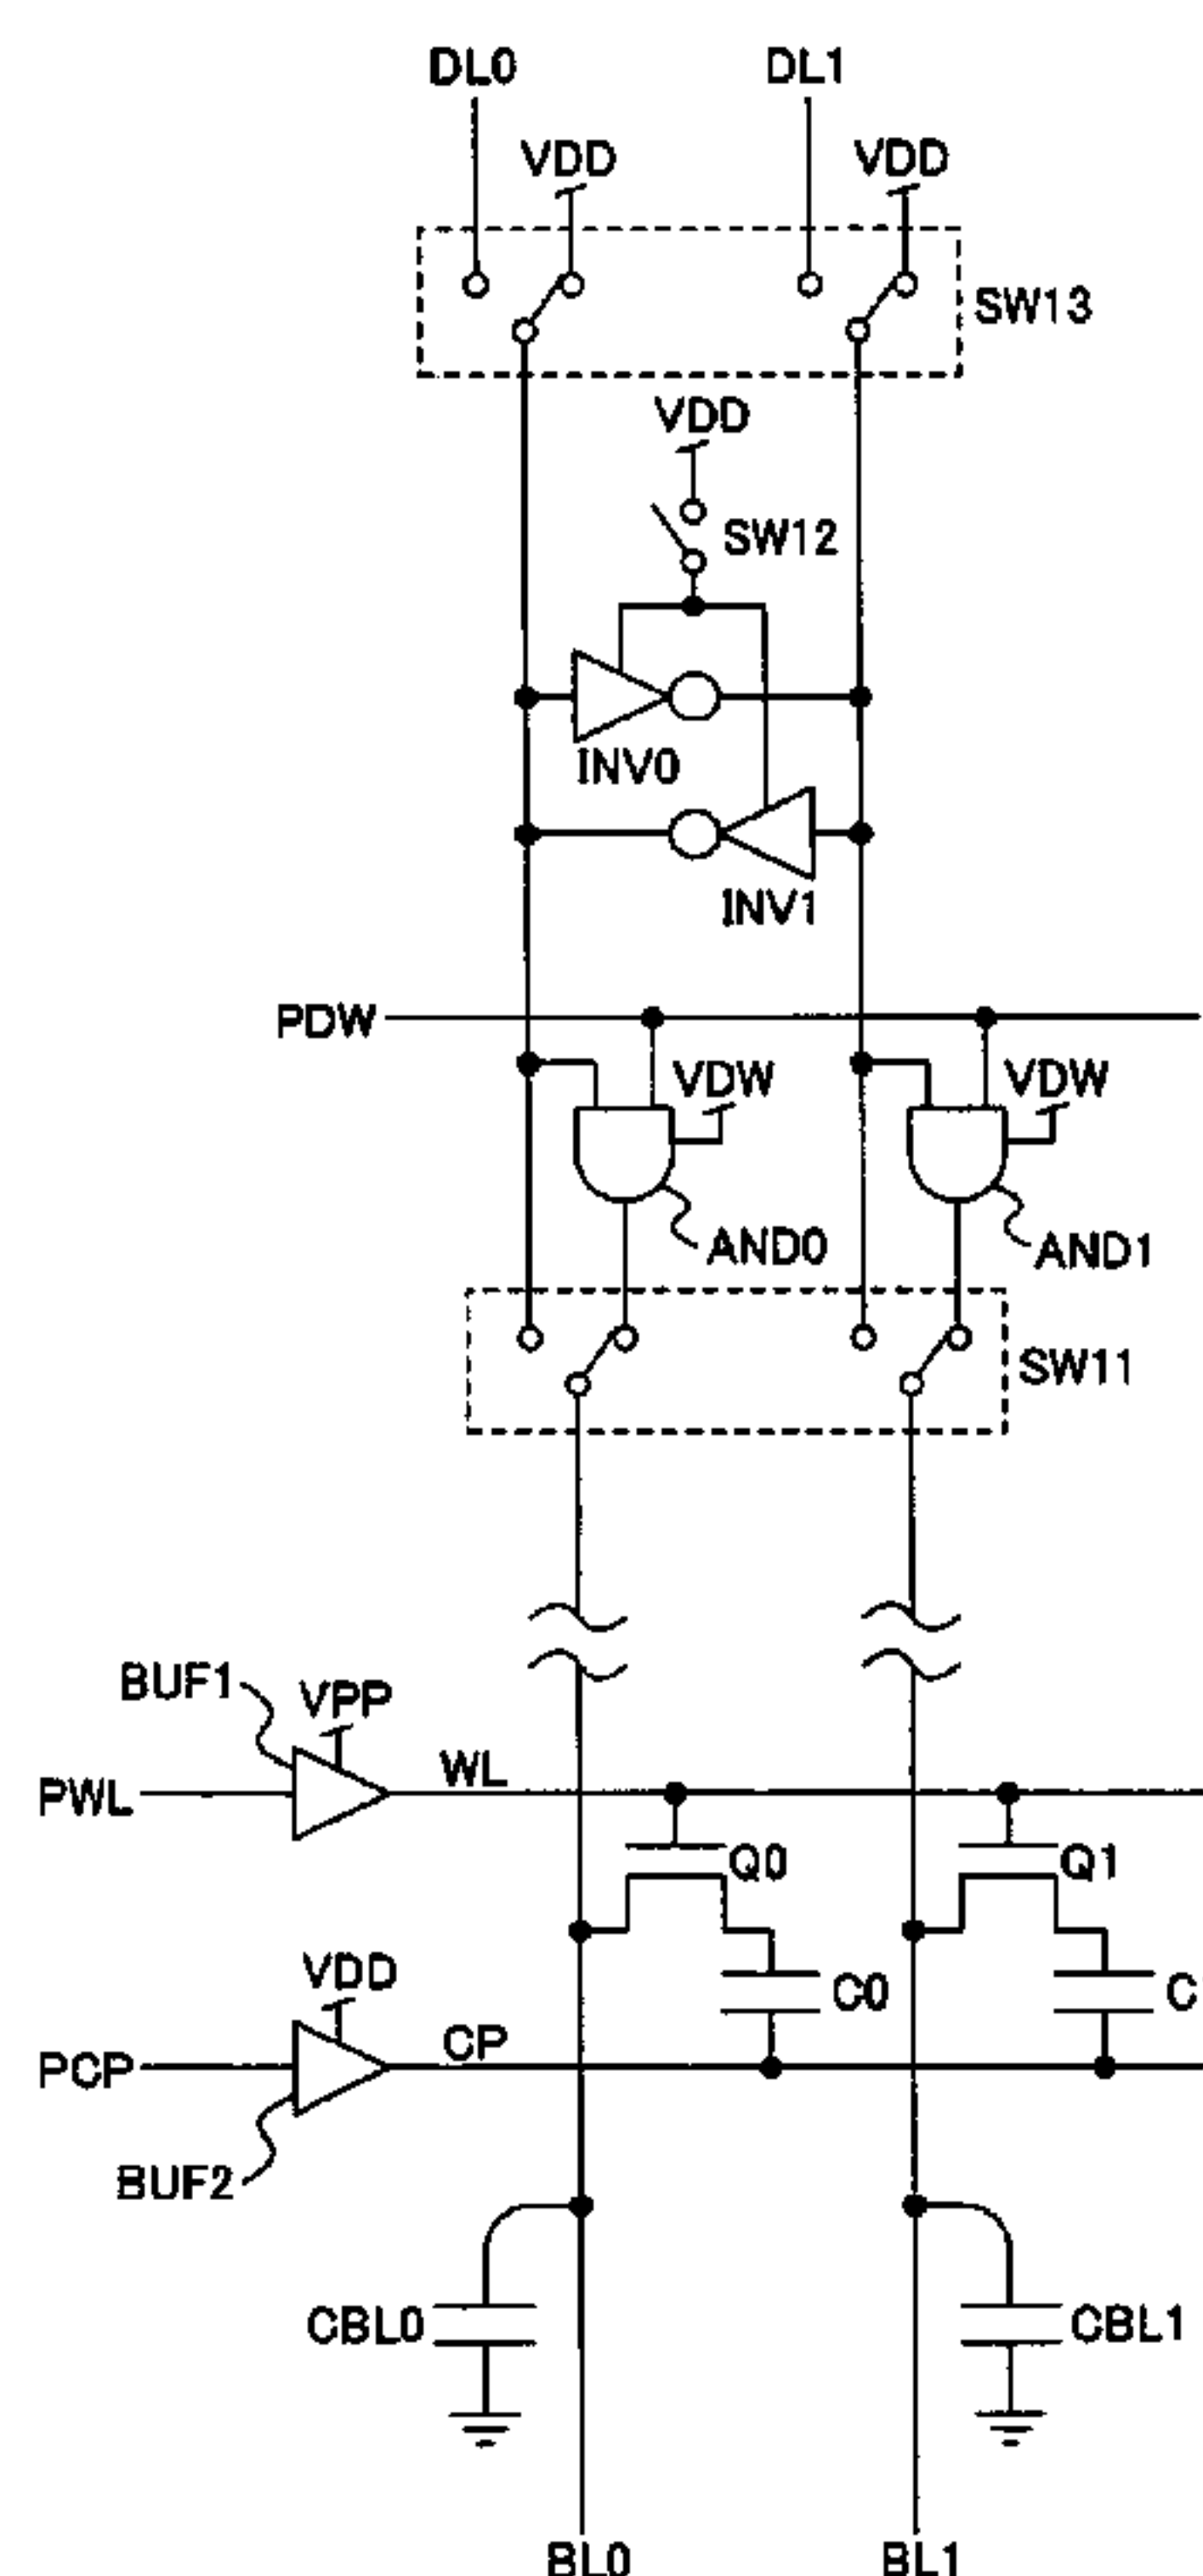 DL0 DL1
VDD VDD
SW13
VDD
SW12
INV0
INV1
PDW
VDW VDW
AND0 AND1
SW11
BUF1 VPP
PWL WL
Q0 Q1
VDD
C0 C
PCP CP
BUF2
CBL0 CBL1
BL0 BL1